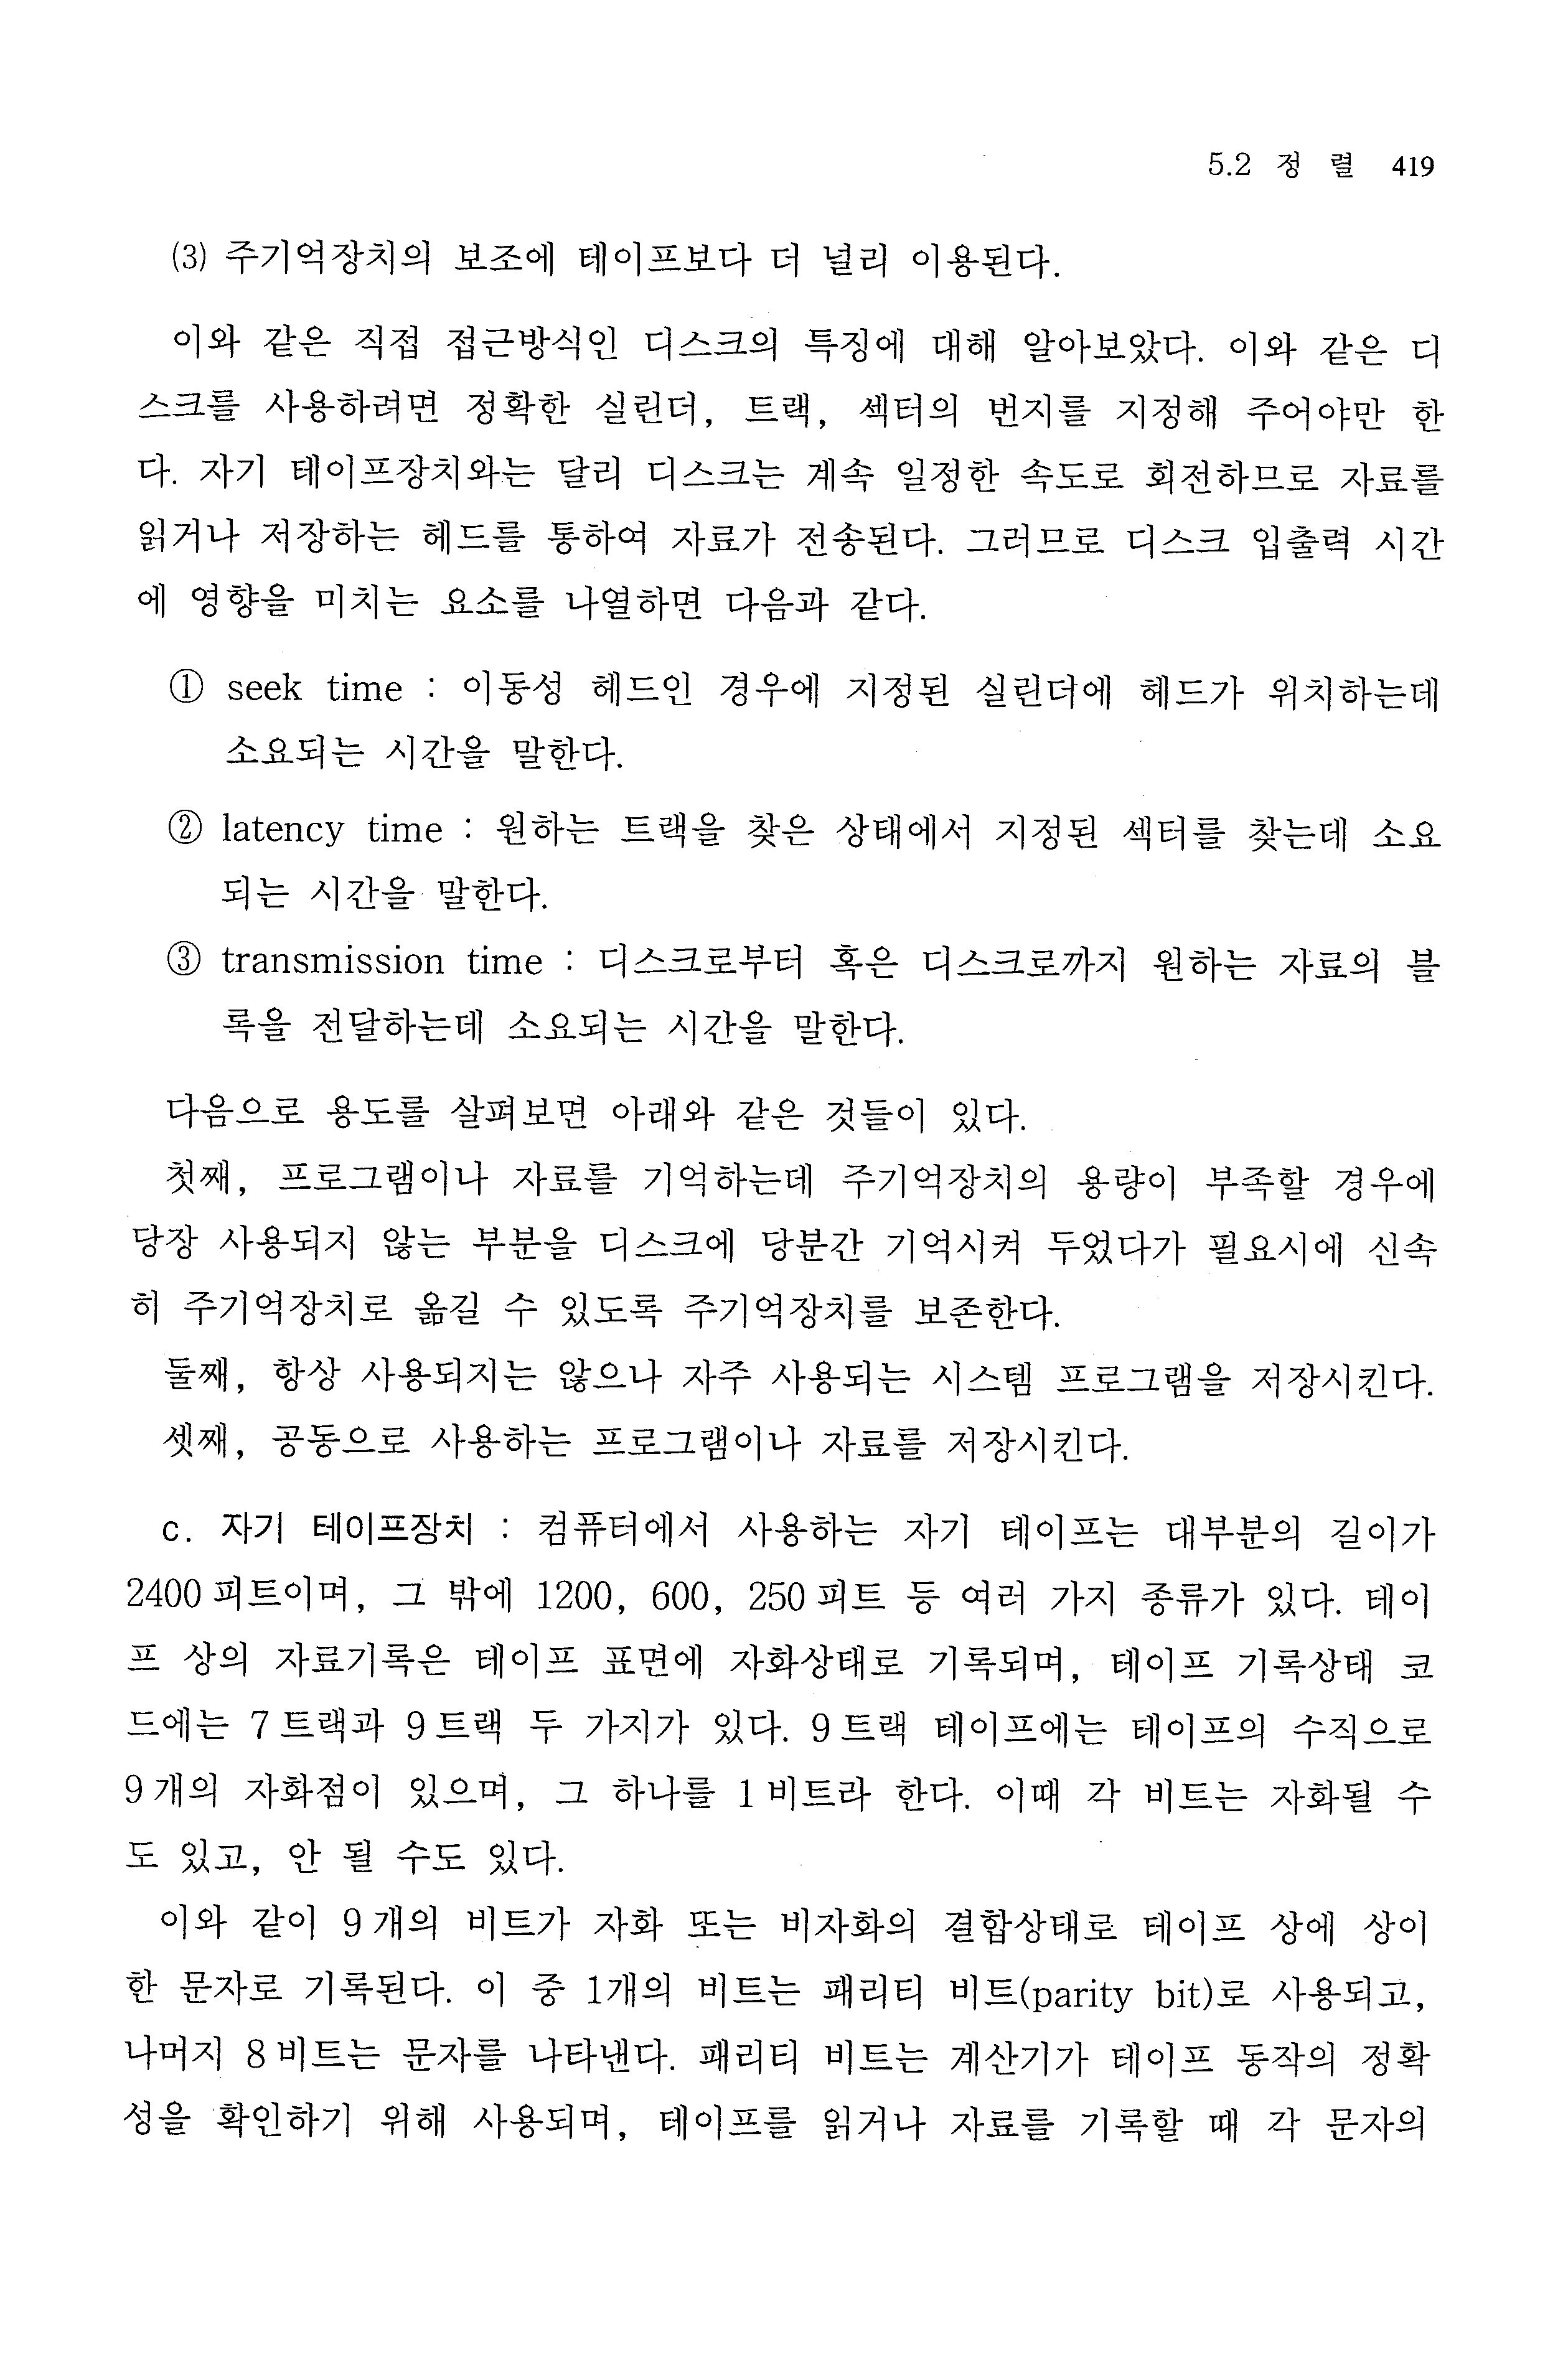 5.2 정 렬 419
(3) 주기억장치의 보조에 테이프보다 더 널리 이용된다.
이와 같은 직접 접근방식인 디스크의 특징에 대해 알아보았다. 이와 같은 디
스크를 사용하려면 정확한 실린더, 트랙, 섹터의 번지를 지정해 주어야만 한
다. 자기 테이프장치와는 달리 디스크는 계속 일정한 속도로 회전하므로 자료를
읽거나 저장하는 헤드를 통하여 자료가 전송된다. 그러므로 디스크 입출력 시간
에 영향을 미치는 요소를 나열하면 다음과 같다.
① seek time : 이동성 헤드인 경우에 지정된 실린더에 헤드가 위치하는데
소요되는 시간을 말한다.
② latency time : 원하는 트랙을 찾은 상태에서 지정된 섹터를 찾는데 소요
되는 시간을 말한다.
③ transmission time : 디스크로부터 혹은 디스크로까지 원하는 자료의 블
록을 전달하는데 소요되는 시간을 말한다.
다음으로 용도를 살펴보면 아래와 같은 것들이 있다.
첫째, 프로그램이나 자료를 기억하는데 주기억장치의 용량이 부족할 경우에
당장 사용되지 않는 부분을 디스크에 당분간 기억시켜 두었다가 필요시에 신속
히 주기억장치로 옮길 수 있도록 주기억장치를 보존한다.
둘째, 항상 사용되지는 않으나 자주 사용되는 시스템 프로그램을 저장시킨다.
셋째, 공동으로 사용하는 프로그램이나 자료를 저장시킨다.
c. 자기 테이프장치 : 컴퓨터에서 사용하는 자기 테이프는 대부분의 길이가
2400 피트이며, 그 밖에 1200, 600, 250 피트 등 여러 가지 종류가 있다. 테이
프 상의 자료기록은 테이프 표면에 자화상태로 기록되며, 테이프 기록상태 코
드에는 7 트랙과 9 트랙 두 가지가 있다. 9 트랙 테이프에는 테이프의 수직으로
9 개의 자화점이 있으며, 그 하나를 1 비트라 한다. 이때 각 비트는 자화될 수
도 있고, 안 될 수도 있다.
이와 같이 9 개의 비트가 자화 또는 비자화의 결합상태로 테이프 상에 상이
한 문자로 기록된다. 이 중 1개의 비트는 패리티 비트(parity bit)로 사용되고,
나머지 8 비트는 문자를 나타낸다. 패리티 비트는 계산기가 테이프 동작의 정확
성을 확인하기 위해 사용되며, 테이프를 읽거나 자료를 기록할 때 각 문자의